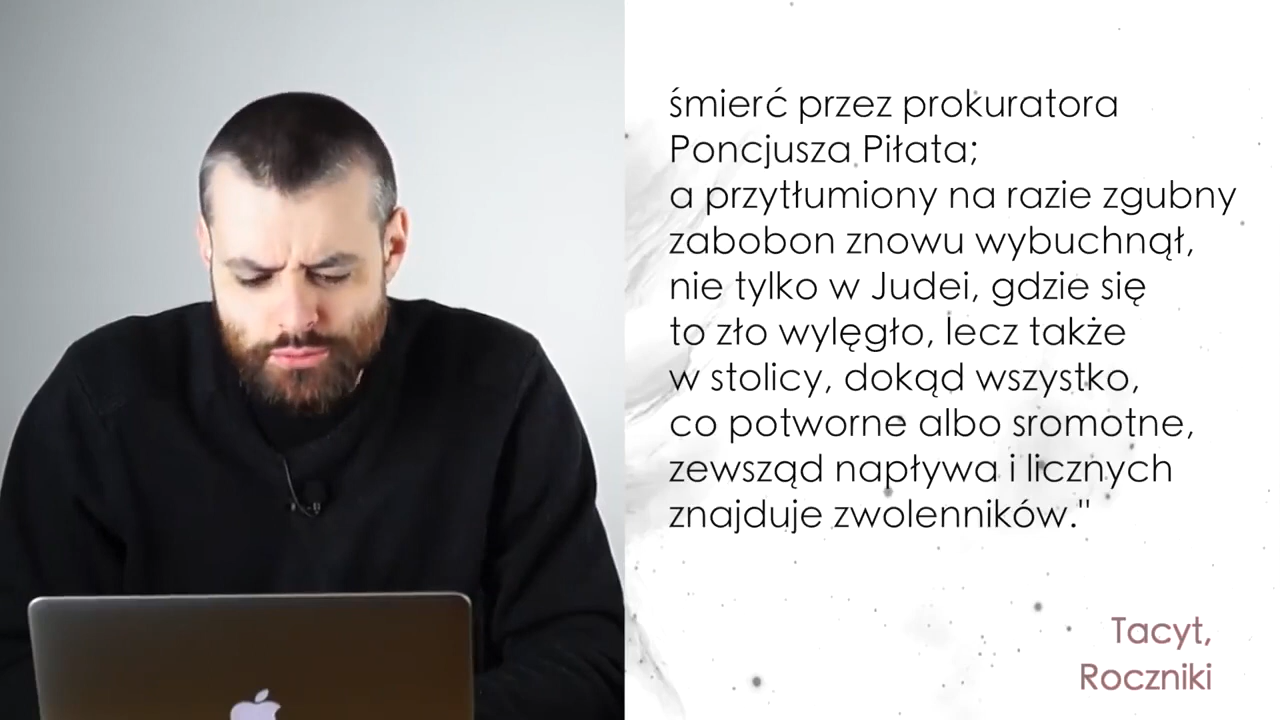 śmierć przez prokuratora
Poncjusza Piłata;
a przytłumiony na razie zgubny
zabobon znowu wybuchnął,
nie tylko w Judei, gdzie się
to zło wylęgło, lecz także
w stolicy, dokąd wszystko,
co potworne albo sromotne,
zewsząd napływa i licznych
znajduje zwolenników."
Tacyt,
Roczniki